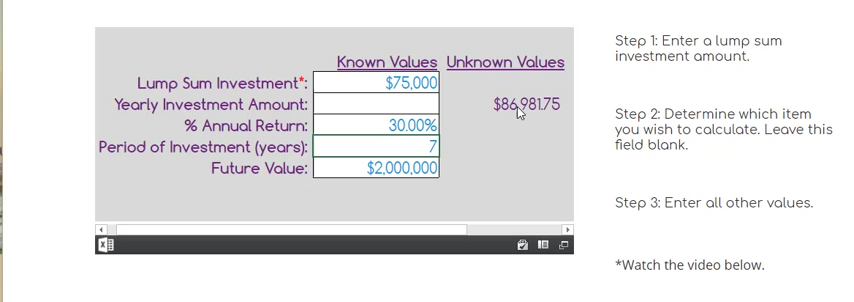 Known Values Unknown Values
Lump Sum Investment*: $75,000
Yearly Investment Amount: $86,981.75
% Annual Return: 30.00%
Period of Investment (years): 7
Future Value: $2,000,000
Step 1: Enter a lump sum
investment amount.
Step 2: Determine which item
you wish to calculate. Leave this
field blank.
Step 3: Enter all other values.
*Watch the video below.